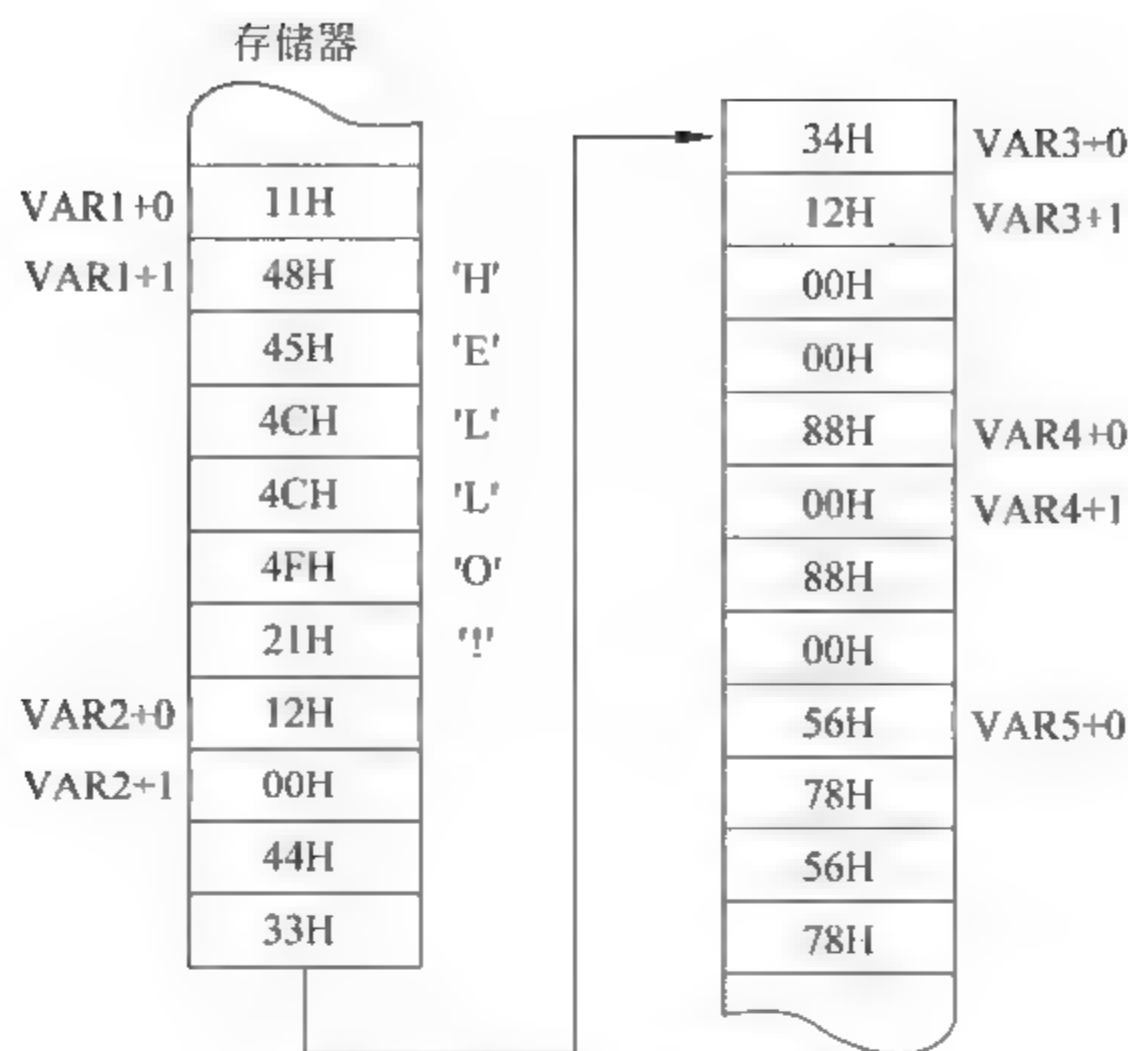 存储器
VAR1+0 11H
VAR1+1 48H 'H'
45H 'E'
4CH 'L'
4CH 'L'
4FH 'O'
21H '!'
VAR2+0 12H
VAR2+1 00H
44H
33H
34H VAR3+0
12H VAR3+1
00H
00H
88H VAR4+0
00H VAR4+1
88H
00H
56H VAR5+0
78H
56H
78H